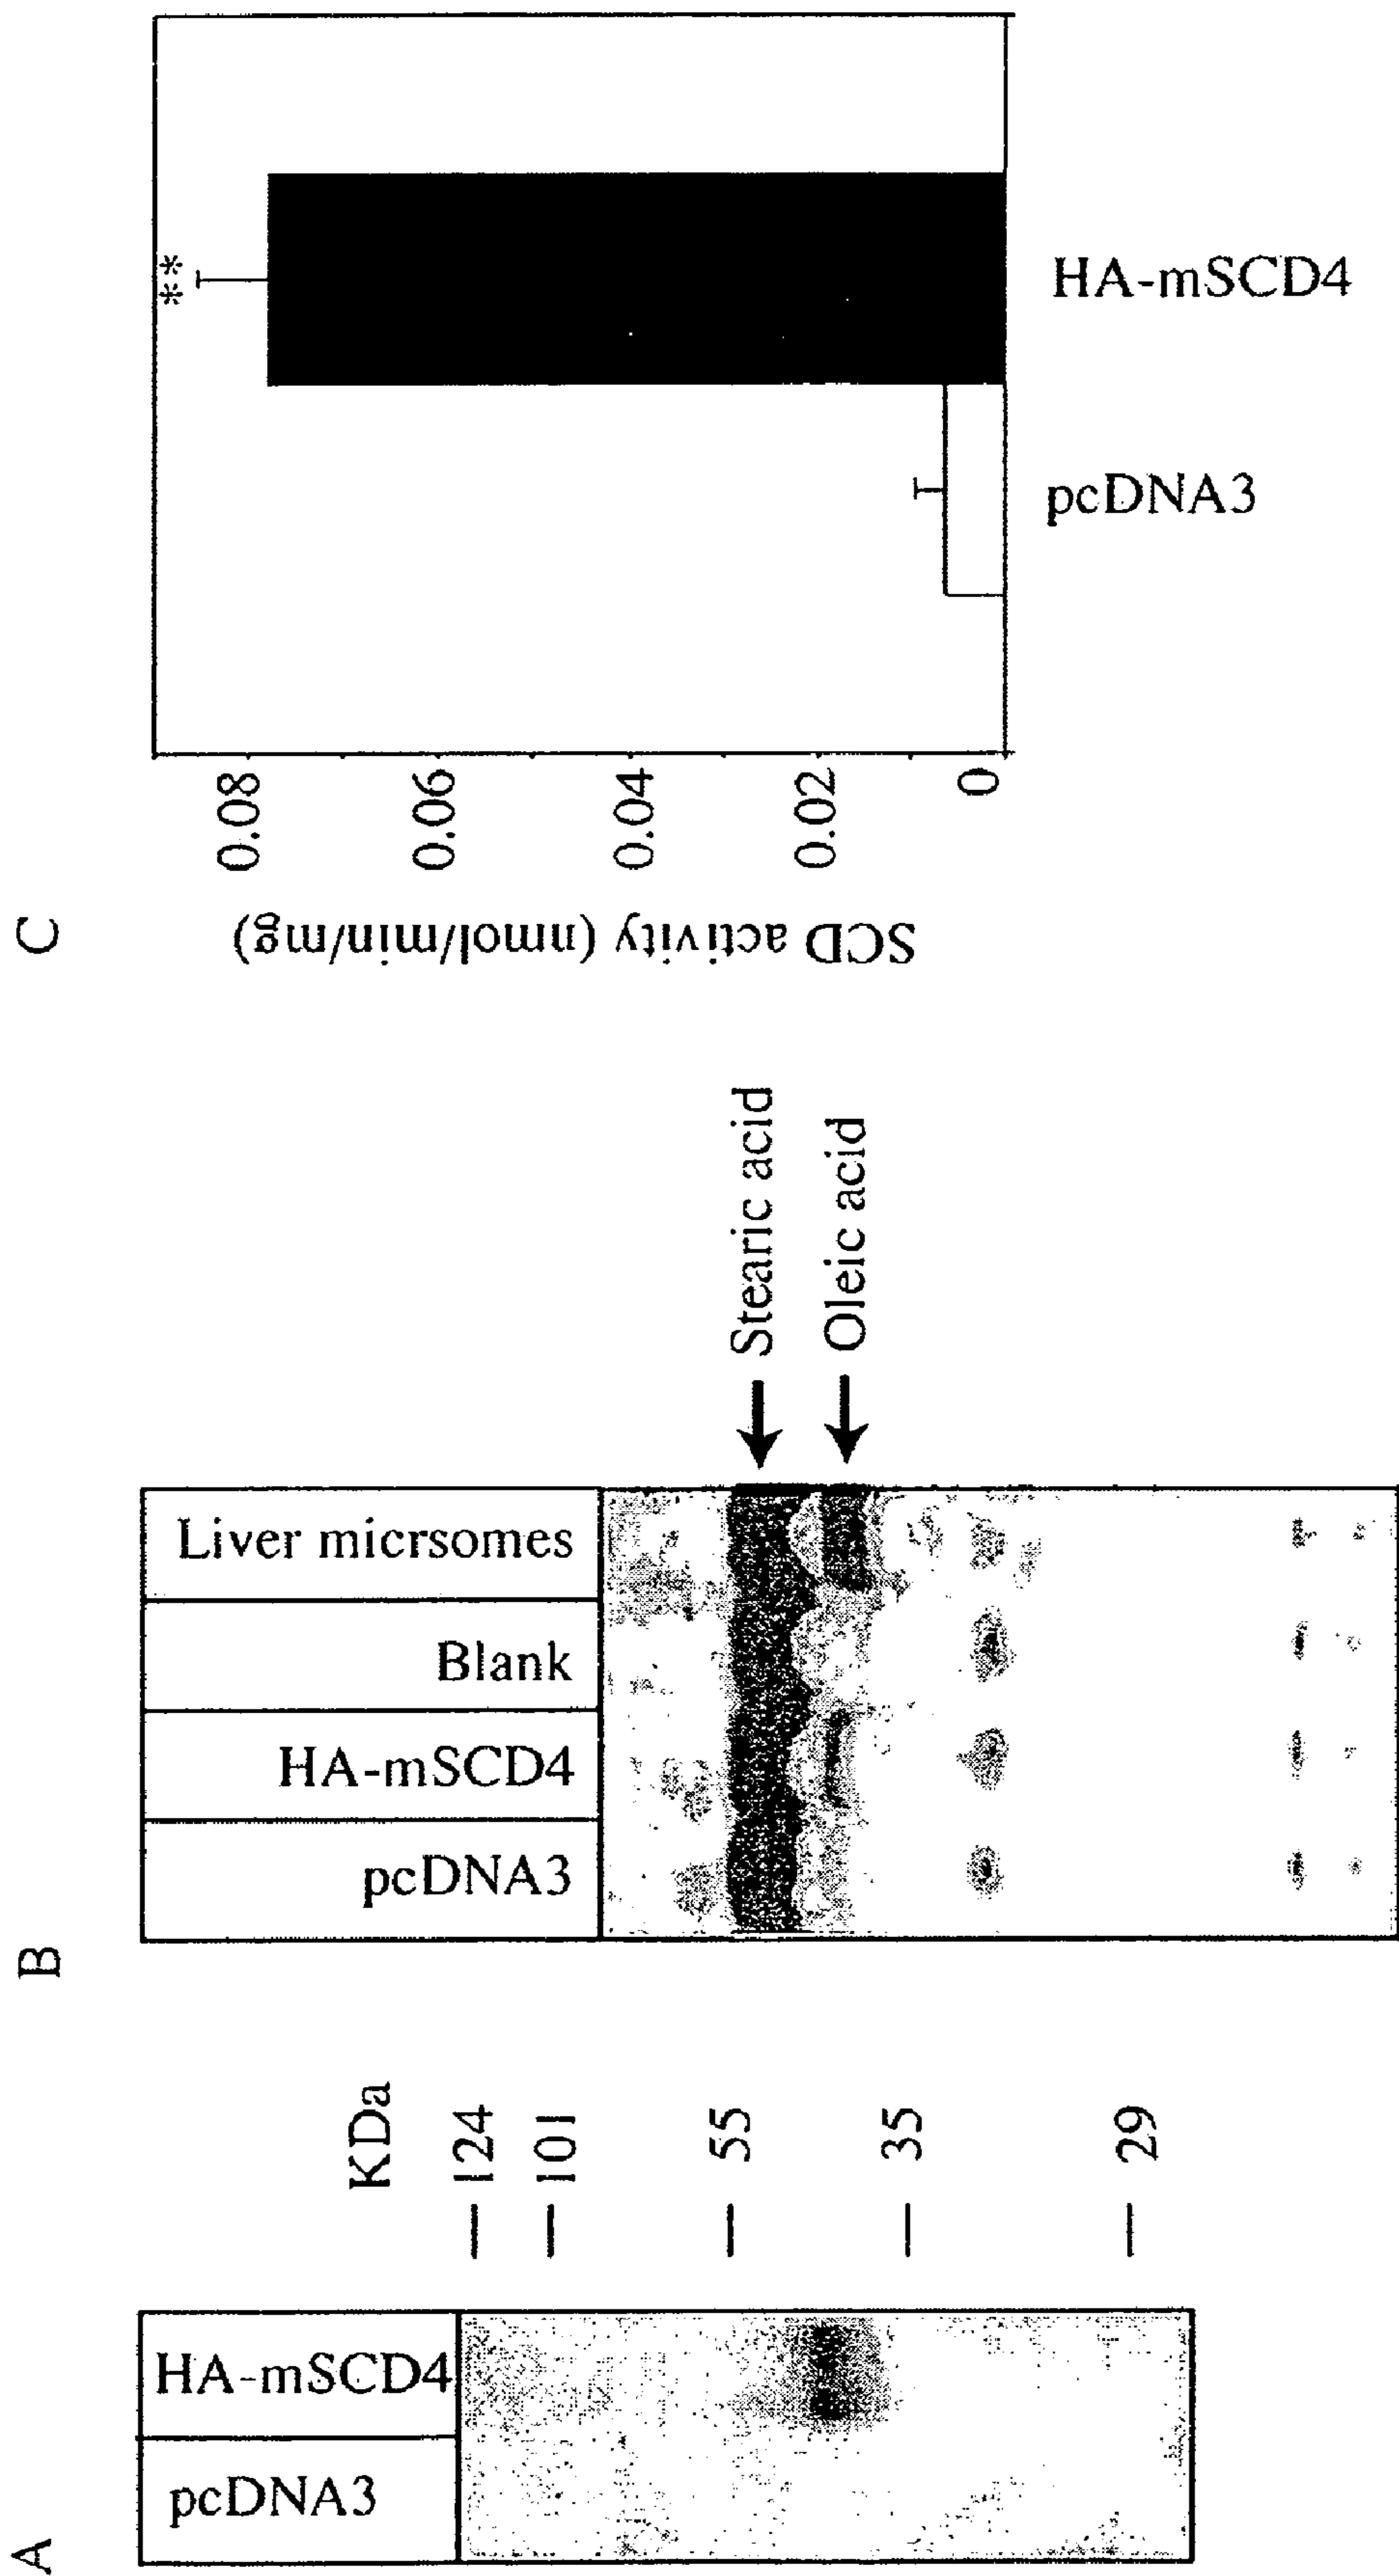 A
pcDNA3
HA-mSCD4
KDa
124
101
55
35
29
B
pcDNA3
HA-mSCD4
Blank
Liver micrsomes
Stearic acid
Oleic acid
C
SCD activity (nmol/min/mg)
0.08
0.06
0.04
0.02
0
**
pcDNA3
HA-mSCD4